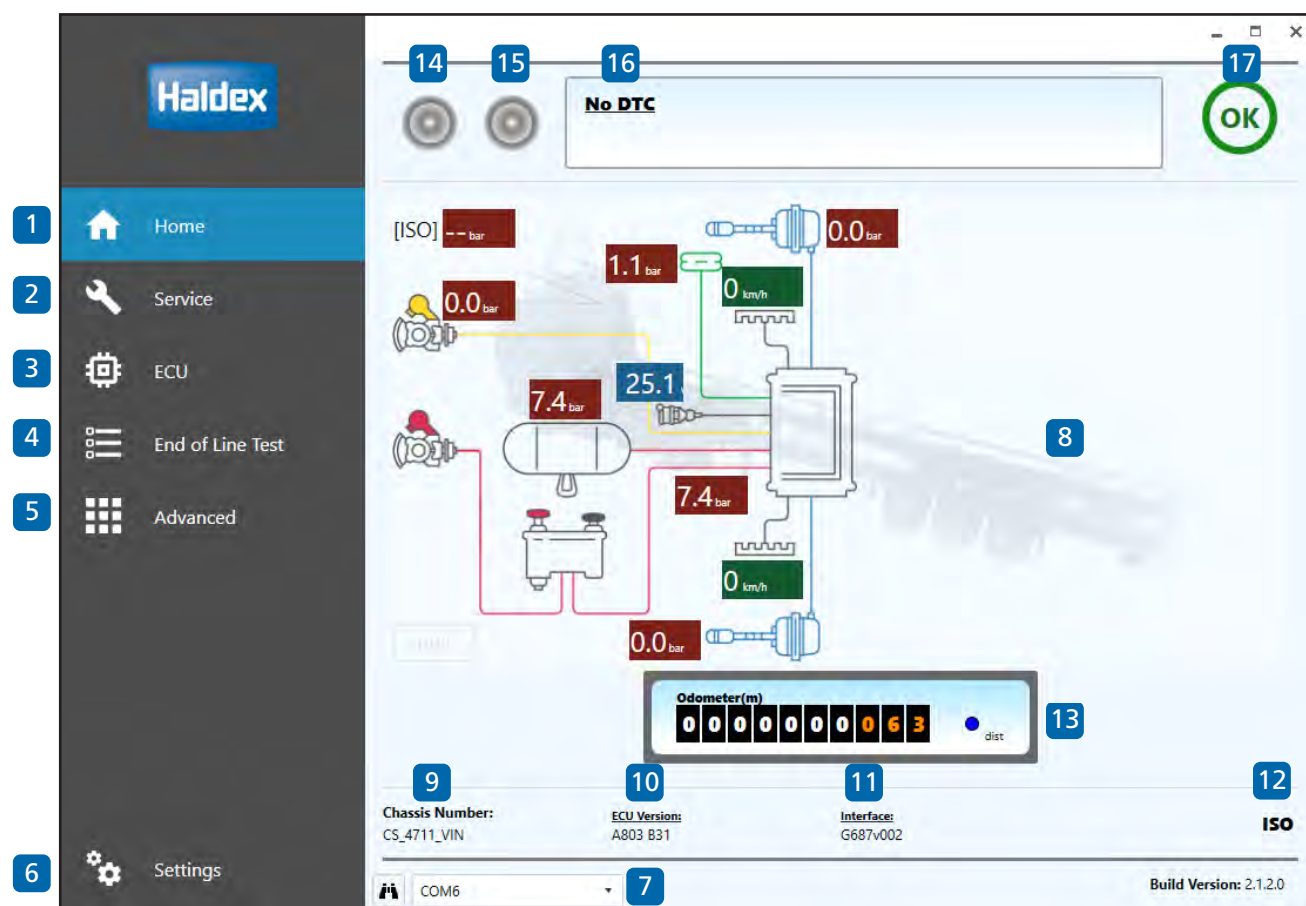 14 15 16 17
Haldex
No DTC
OK
1 Home
[ISO] -- bar
0.0 bar
1.1 bar
2 Service
0.0 bar
0 km/h
3 ECU
25.1
7.4 bar
4 End of Line Test
8
5 Advanced
7.4 bar
0 km/h
0.0 bar
Odometer(m)
0 0 0 0 0 0 0 0 6 3
dist
13
9 10 11 12
Chassis Number:
CS_4711_VIN
ECU Version:
A803 B31
Interface:
G687v002
ISO
6 Settings
COM6
7
Build Version: 2.1.2.0